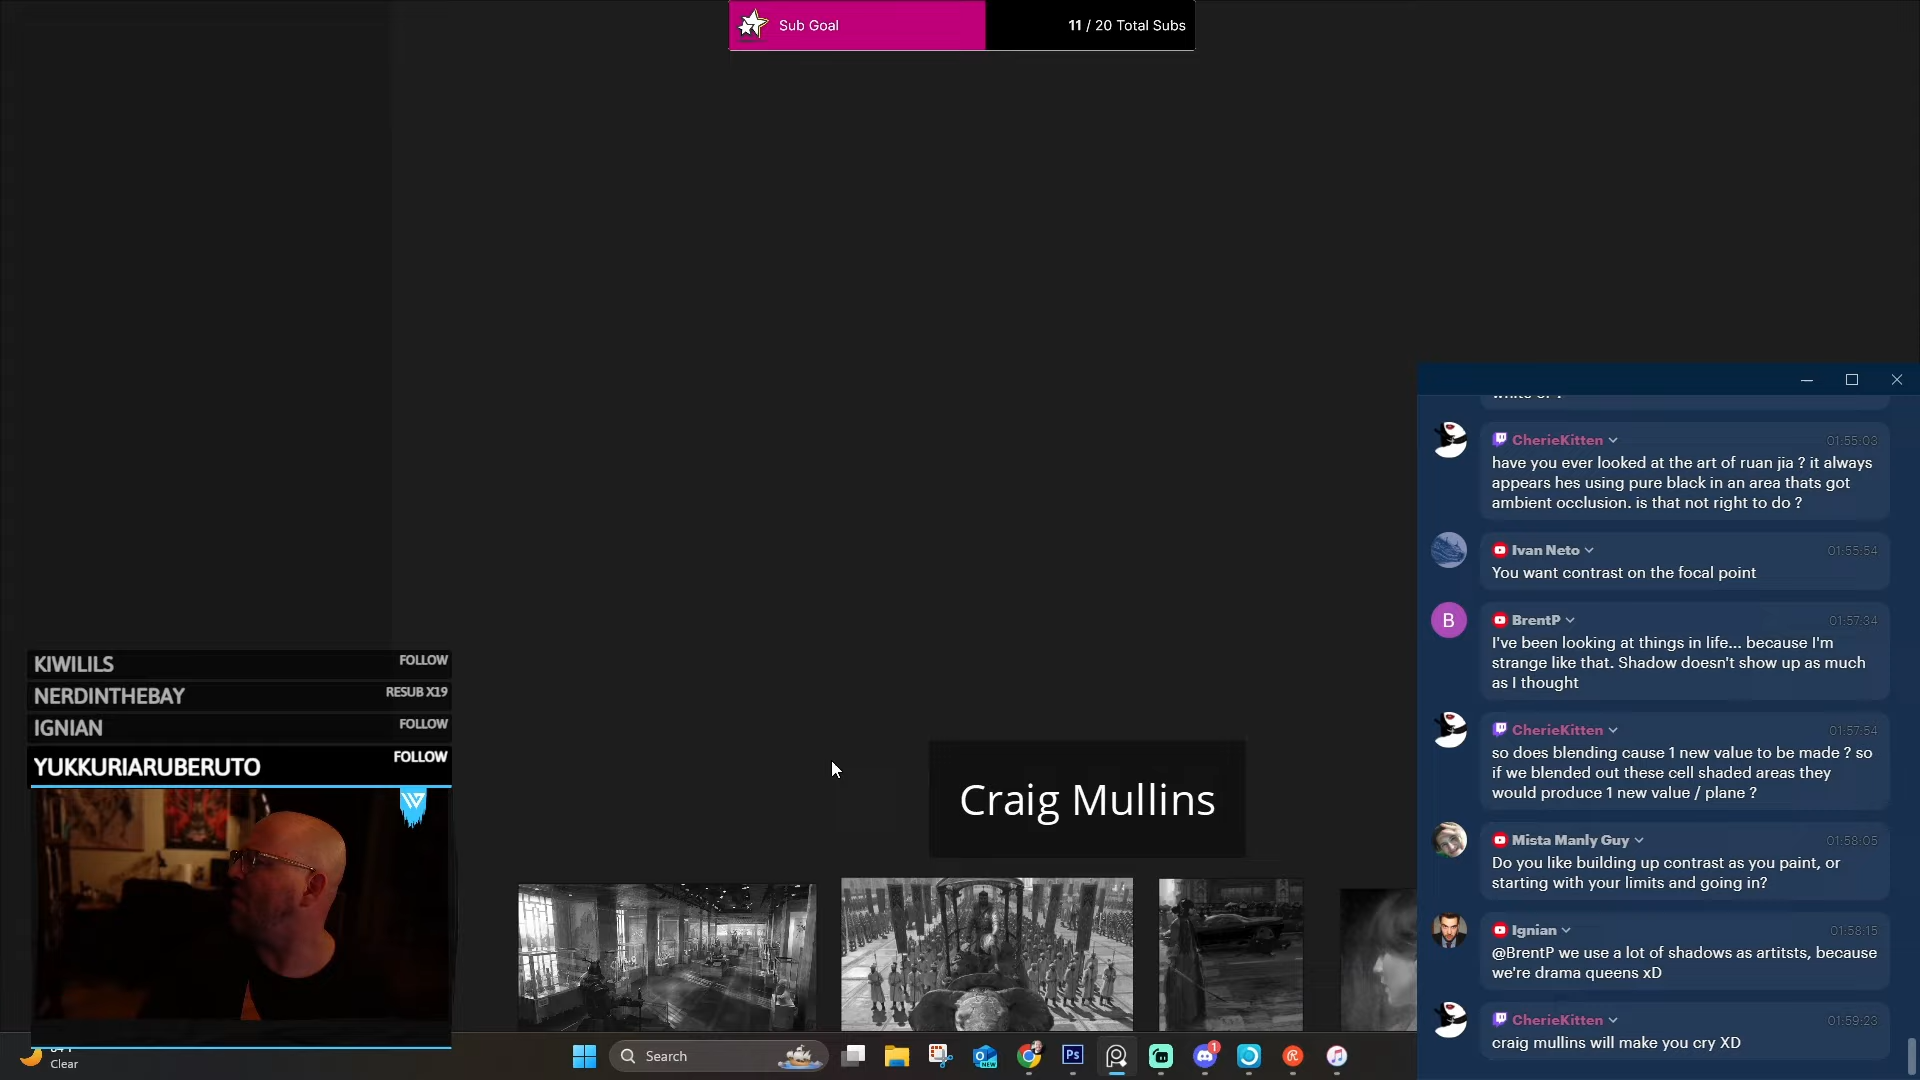 Sub Goal
11 / 20 Total Subs
CherieKitten 01:55:03
have you ever looked at the art of ruan jia ? it always
appears hes using pure black in an area thats got
ambient occlusion. is that not right to do ?
Ivan Neto 01:55:54
You want contrast on the focal point
B
BrentP 01:57:34
I've been looking at things in life... because I'm
strange like that. Shadow doesn't show up as much
as I thought
CherieKitten 01:57:54
so does blending cause 1 new value to be made ? so
if we blended out these cell shaded areas they
would produce 1 new value / plane ?
Mista Manly Guy 01:58:05
Do you like building up contrast as you paint, or
starting with your limits and going in?
Ignian 01:58:15
@BrentP we use a lot of shadows as artitsts, because
we're drama queens xD
CherieKitten 01:59:23
craig mullins will make you cry XD
KIWILILS FOLLOW
NERDINTHEBAY RESUB X19
IGNIAN FOLLOW
YUKKURIARUBERUTO FOLLOW
Craig Mullins
Clear
Search
NEW
Ps
1